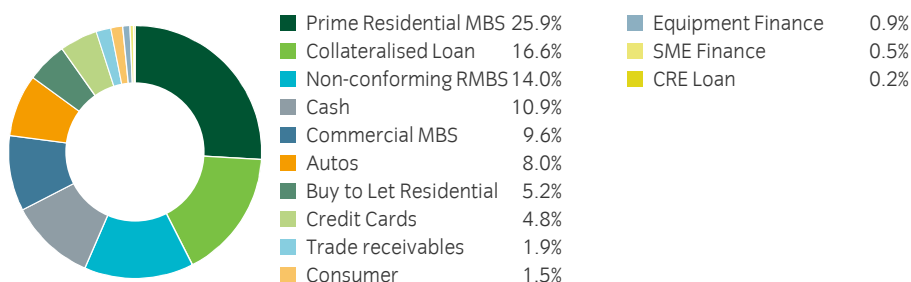 Prime Residential MBS 25.9%
Collateralised Loan 16.6%
Non-conforming RMBS 14.0%
Cash 10.9%
Commercial MBS 9.6%
Autos 8.0%
Buy to Let Residential 5.2%
Credit Cards 4.8%
Trade receivables 1.9%
Consumer 1.5%
Equipment Finance 0.9%
SME Finance 0.5%
CRE Loan 0.2%